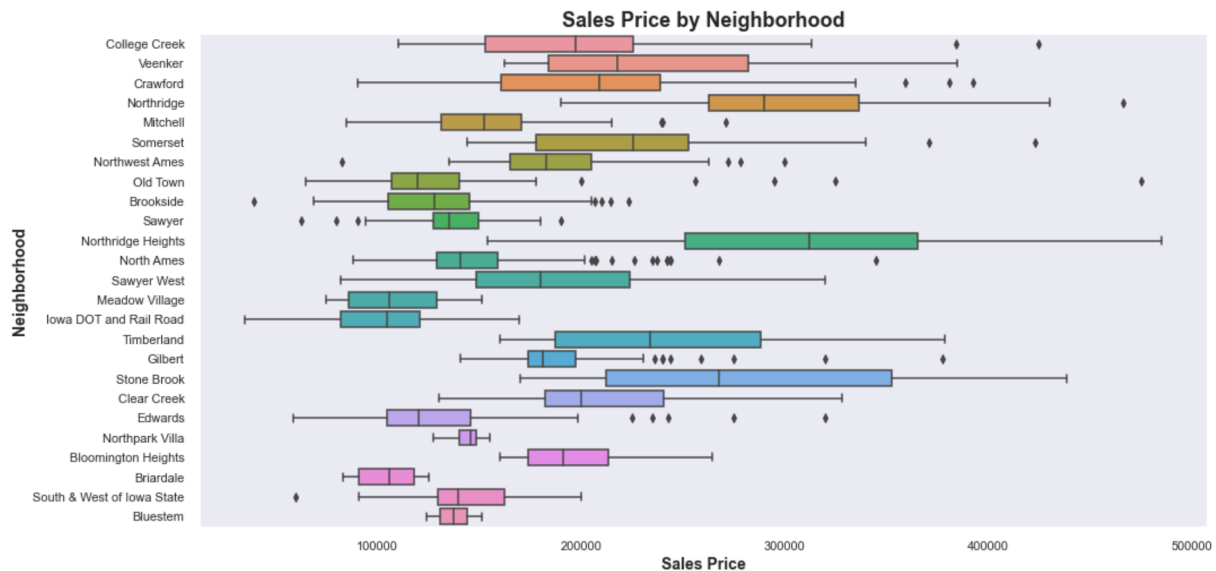 Sales Price by Neighborhood
College Creek
Veenker
Crawford
Northridge
Mitchell
Somerset
Northwest Ames
Old Town
Brookside
Sawyer
Northridge Heights
North Ames
Sawyer West
Meadow Village
Iowa DOT and Rail Road
Timberland
Gilbert
Stone Brook
Clear Creek
Edwards
Northpark Villa
Bloomington Heights
Briardale
South & West of Iowa State
Bluestem
Neighborhood
100000 200000 300000 400000 500000
Sales Price